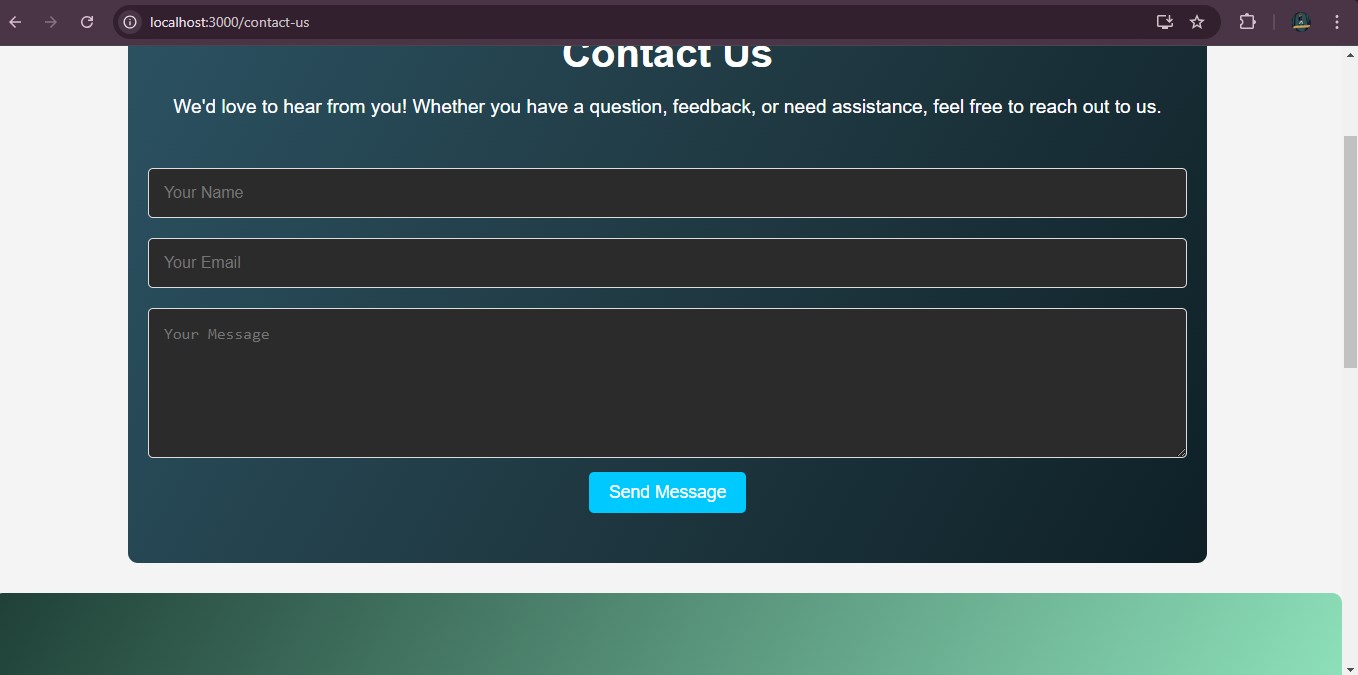 localhost:3000/contact-us
Contact Us
We'd love to hear from you! Whether you have a question, feedback, or need assistance, feel free to reach out to us.
Your Name
Your Email
Your Message
Send Message